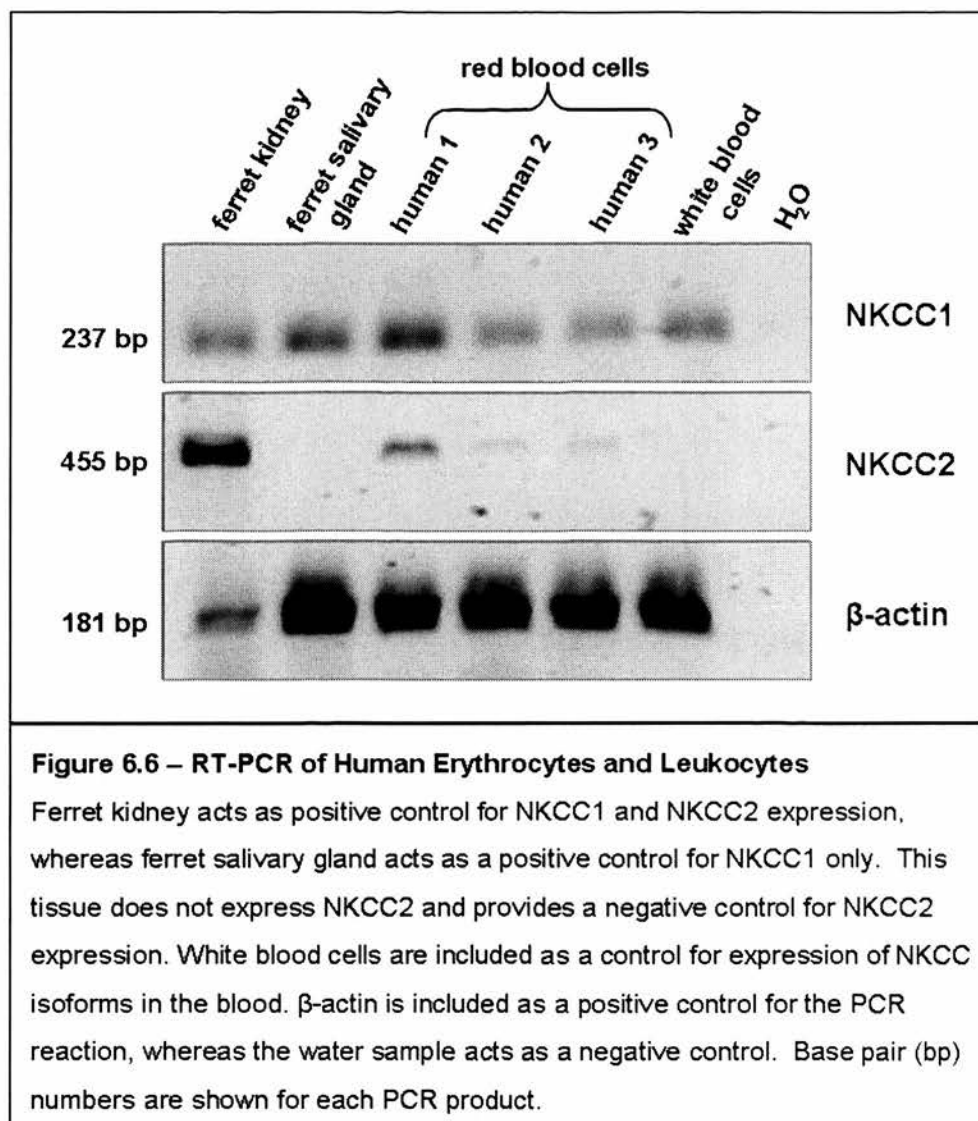 red blood cells
ferret kidney
ferret salivary
gland
human 1
human 2
human 3
white blood
cells
H₂O
237 bp
NKCC1
455 bp
NKCC2
181 bp
β-actin
Figure 6.6 – RT-PCR of Human Erythrocytes and Leukocytes
Ferret kidney acts as positive control for NKCC1 and NKCC2 expression,
whereas ferret salivary gland acts as a positive control for NKCC1 only. This
tissue does not express NKCC2 and provides a negative control for NKCC2
expression. White blood cells are included as a control for expression of NKCC
isoforms in the blood. β-actin is included as a positive control for the PCR
reaction, whereas the water sample acts as a negative control. Base pair (bp)
numbers are shown for each PCR product.